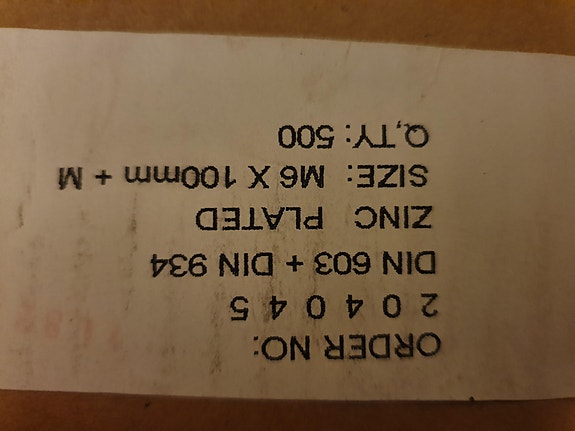 ORDER NO:
2 0 4 0 4 5
DIN 603 + DIN 934
ZINC PLATED
SIZE: M6 X 100mm + M
Q,TY: 500